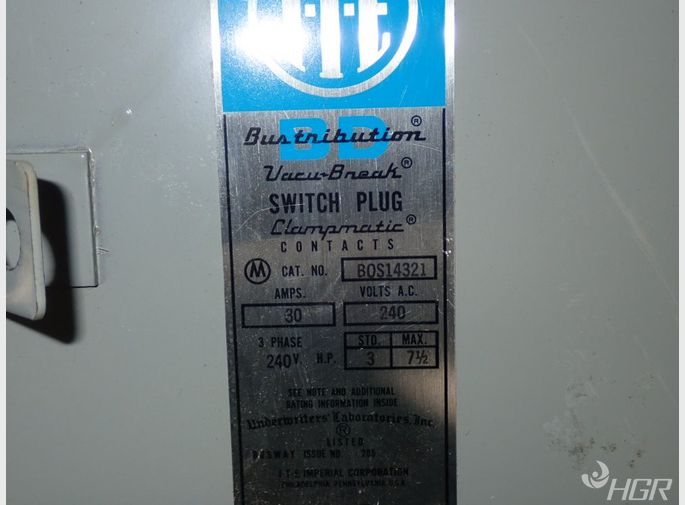 I-T-E
BD
Bustribution®
Vacu-Break®
SWITCH PLUG
Clampmatic®
CONTACTS
M CAT. NO. BOS14321
AMPS. VOLTS A.C.
30 240
3 PHASE STD. MAX.
240V. H.P. 3 7½
SEE NOTE AND ADDITIONAL
RATING INFORMATION INSIDE
Underwriters' Laboratories, Inc.
®
LISTED
BUSWAY ISSUE NO. 285
I-T-E IMPERIAL CORPORATION
PHILADELPHIA, PENNSYLVANIA, U.S.A.
HGR